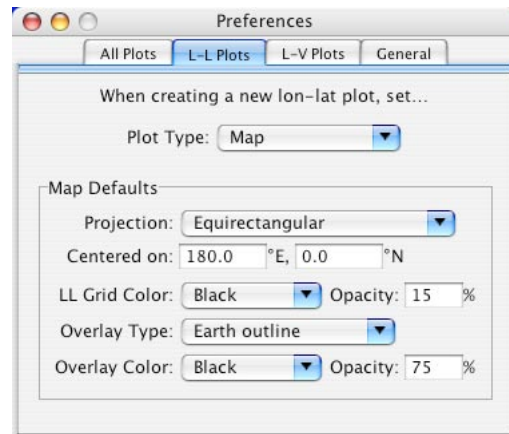 Preferences
All Plots L-L Plots L-V Plots General
When creating a new lon-lat plot, set...
Plot Type: Map
Map Defaults
Projection: Equirectangular
Centered on: 180.0 °E, 0.0 °N
LL Grid Color: Black Opacity: 15 %
Overlay Type: Earth outline
Overlay Color: Black Opacity: 75 %